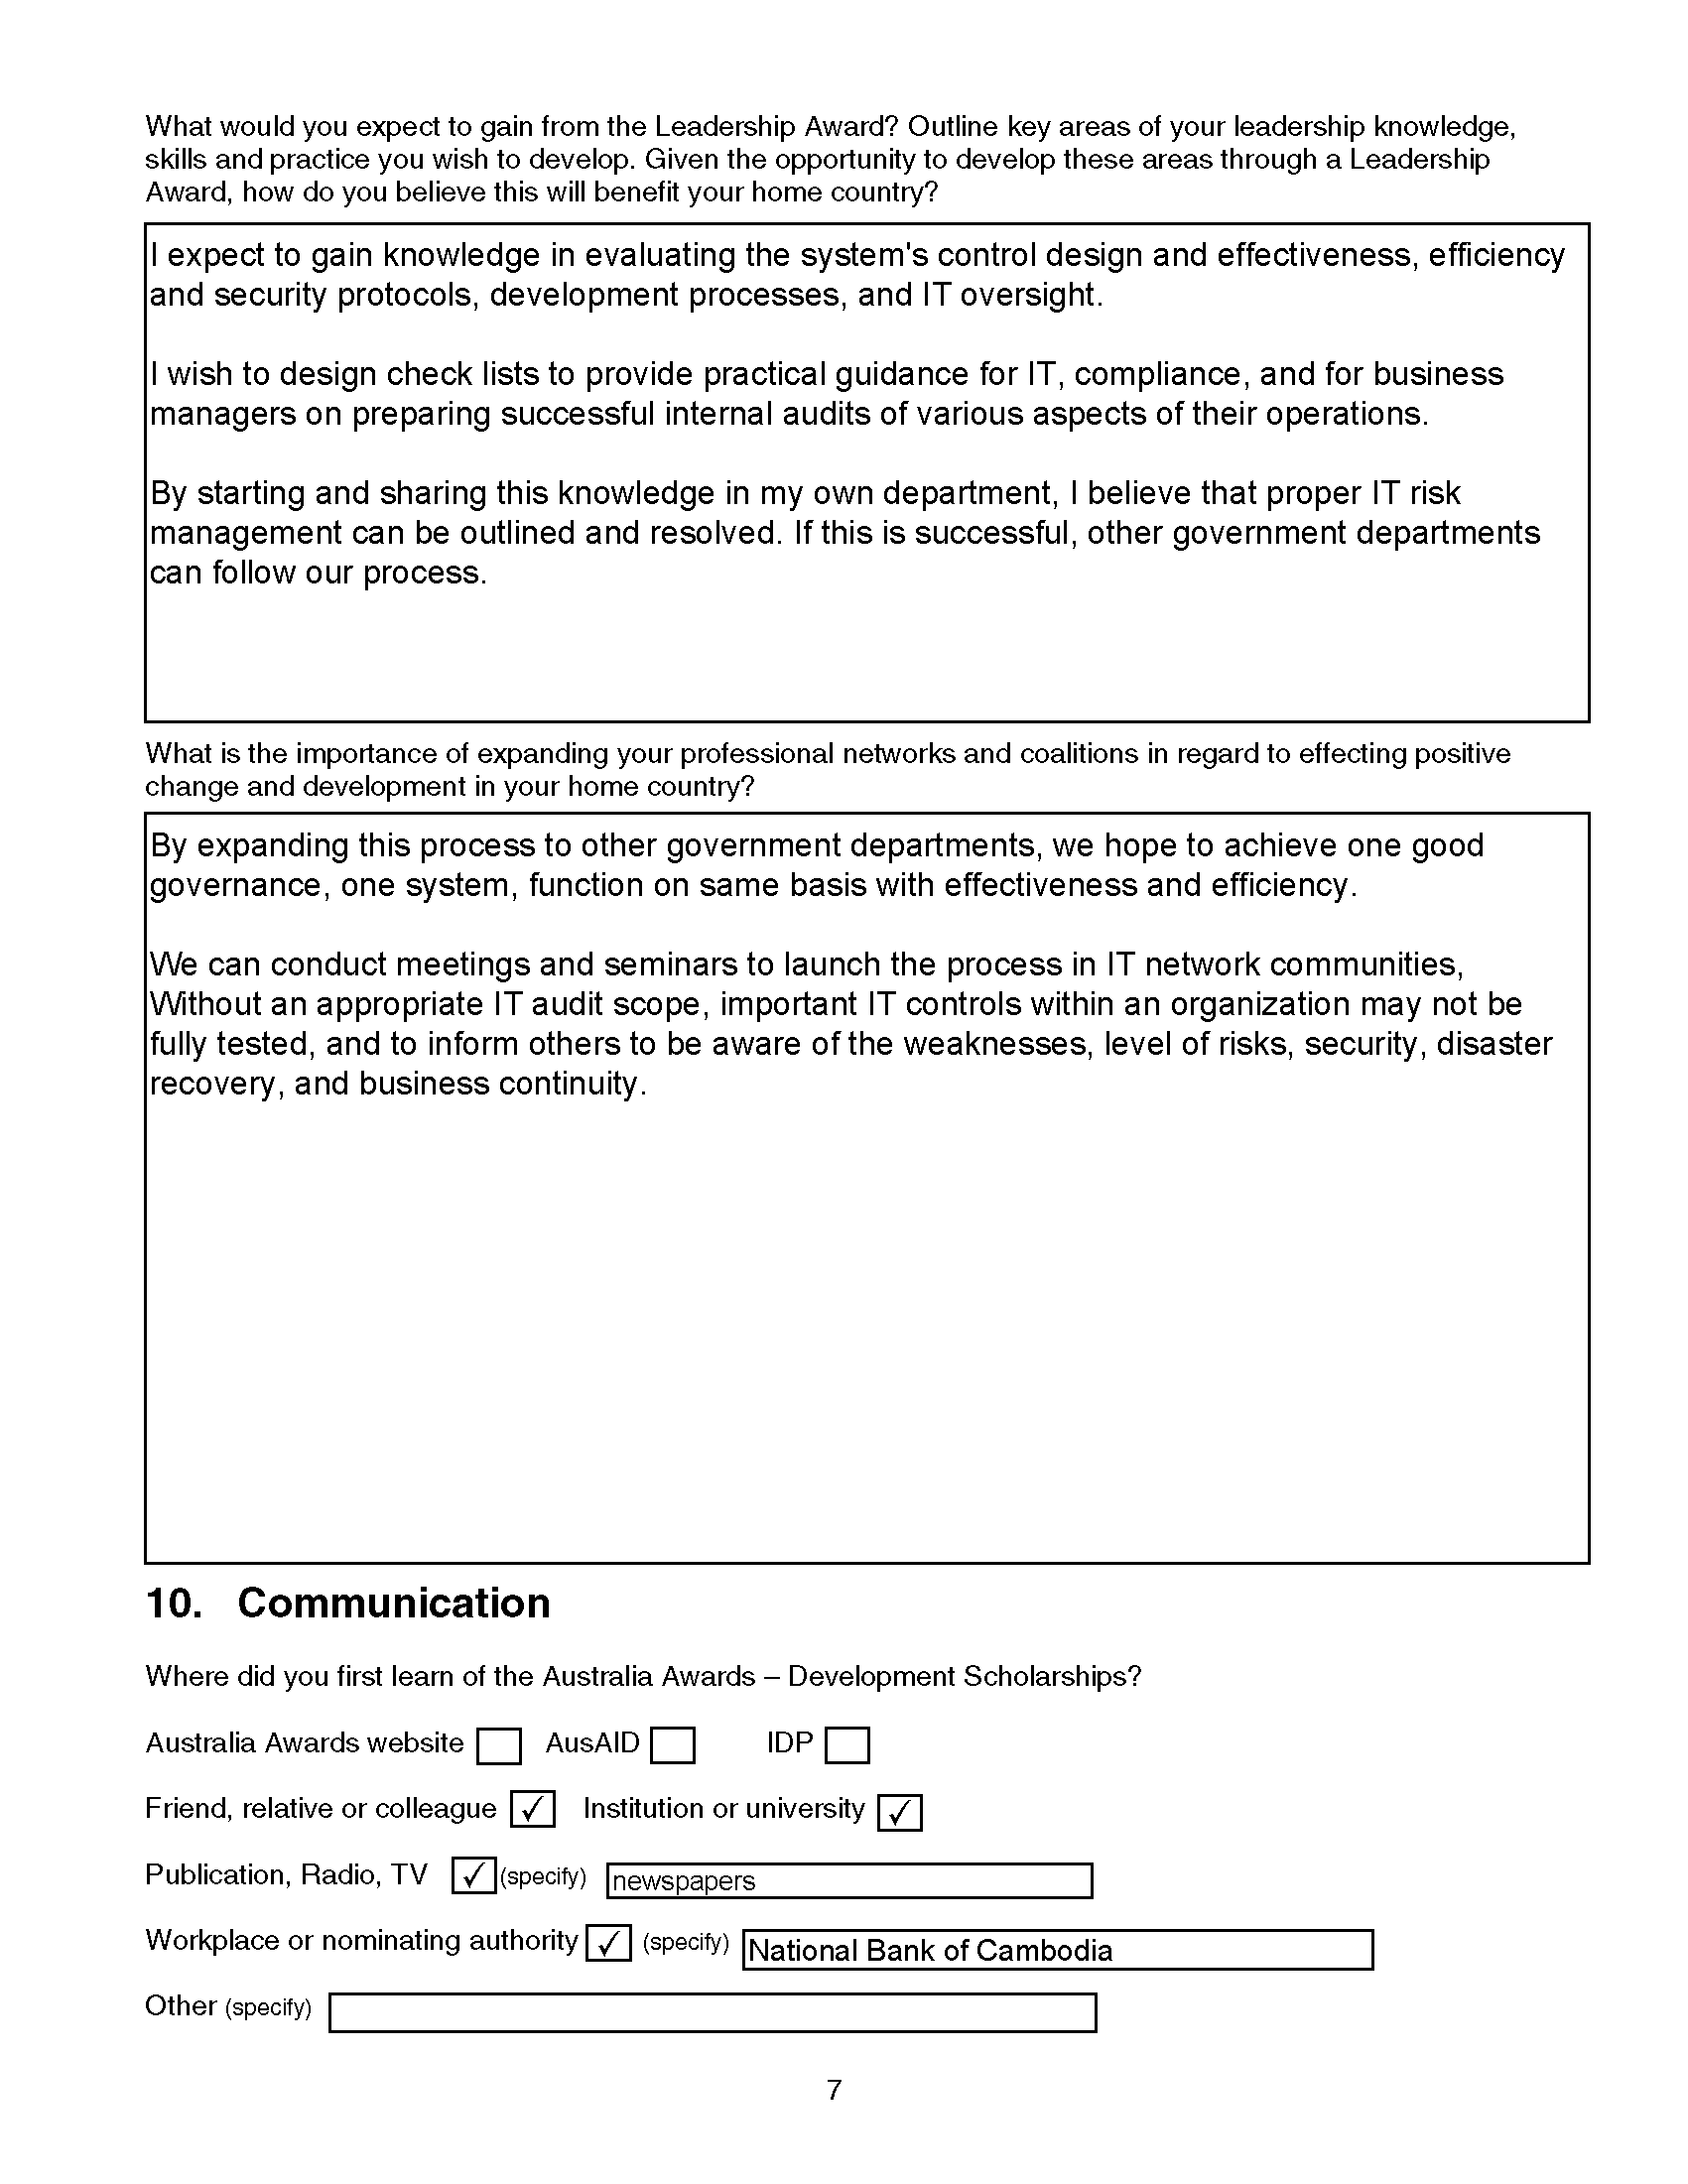 What would you expect to gain from the Leadership Award? Outline key areas of your leadership knowledge,
skills and practice you wish to develop. Given the opportunity to develop these areas through a Leadership
Award, how do you believe this will benefit your home country?
I expect to gain knowledge in evaluating the system's control design and effectiveness, efficiency
and security protocols, development processes, and IT oversight.
I wish to design check lists to provide practical guidance for IT, compliance, and for business
managers on preparing successful internal audits of various aspects of their operations.
By starting and sharing this knowledge in my own department, I believe that proper IT risk
management can be outlined and resolved. If this is successful, other government departments
can follow our process.
What is the importance of expanding your professional networks and coalitions in regard to effecting positive
change and development in your home country?
By expanding this process to other government departments, we hope to achieve one good
governance, one system, function on same basis with effectiveness and efficiency.
We can conduct meetings and seminars to launch the process in IT network communities,
Without an appropriate IT audit scope, important IT controls within an organization may not be
fully tested, and to inform others to be aware of the weaknesses, level of risks, security, disaster
recovery, and business continuity.
10. Communication
Where did you first learn of the Australia Awards – Development Scholarships?
Australia Awards website AusAID IDP
Friend, relative or colleague ✓ Institution or university ✓
Publication, Radio, TV ✓ (specify) newspapers
Workplace or nominating authority ✓ (specify) National Bank of Cambodia
Other (specify)
7